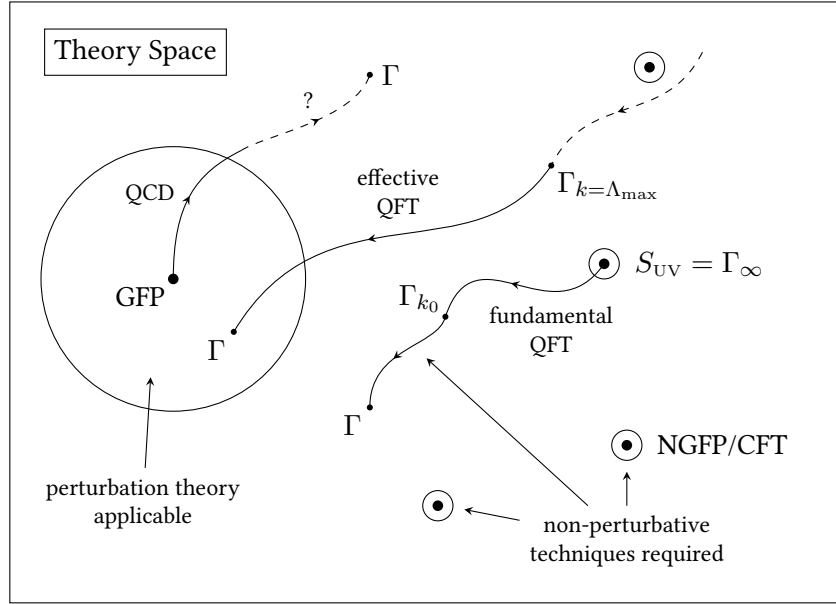 Theory Space
Γ
?
effective
QFT
QCD
Γ_{k=Λ_max}
S_UV = Γ_∞
GFP
Γ_{k_0}
fundamental
QFT
Γ
Γ
NGFP/CFT
perturbation theory
applicable
non-perturbative
techniques required